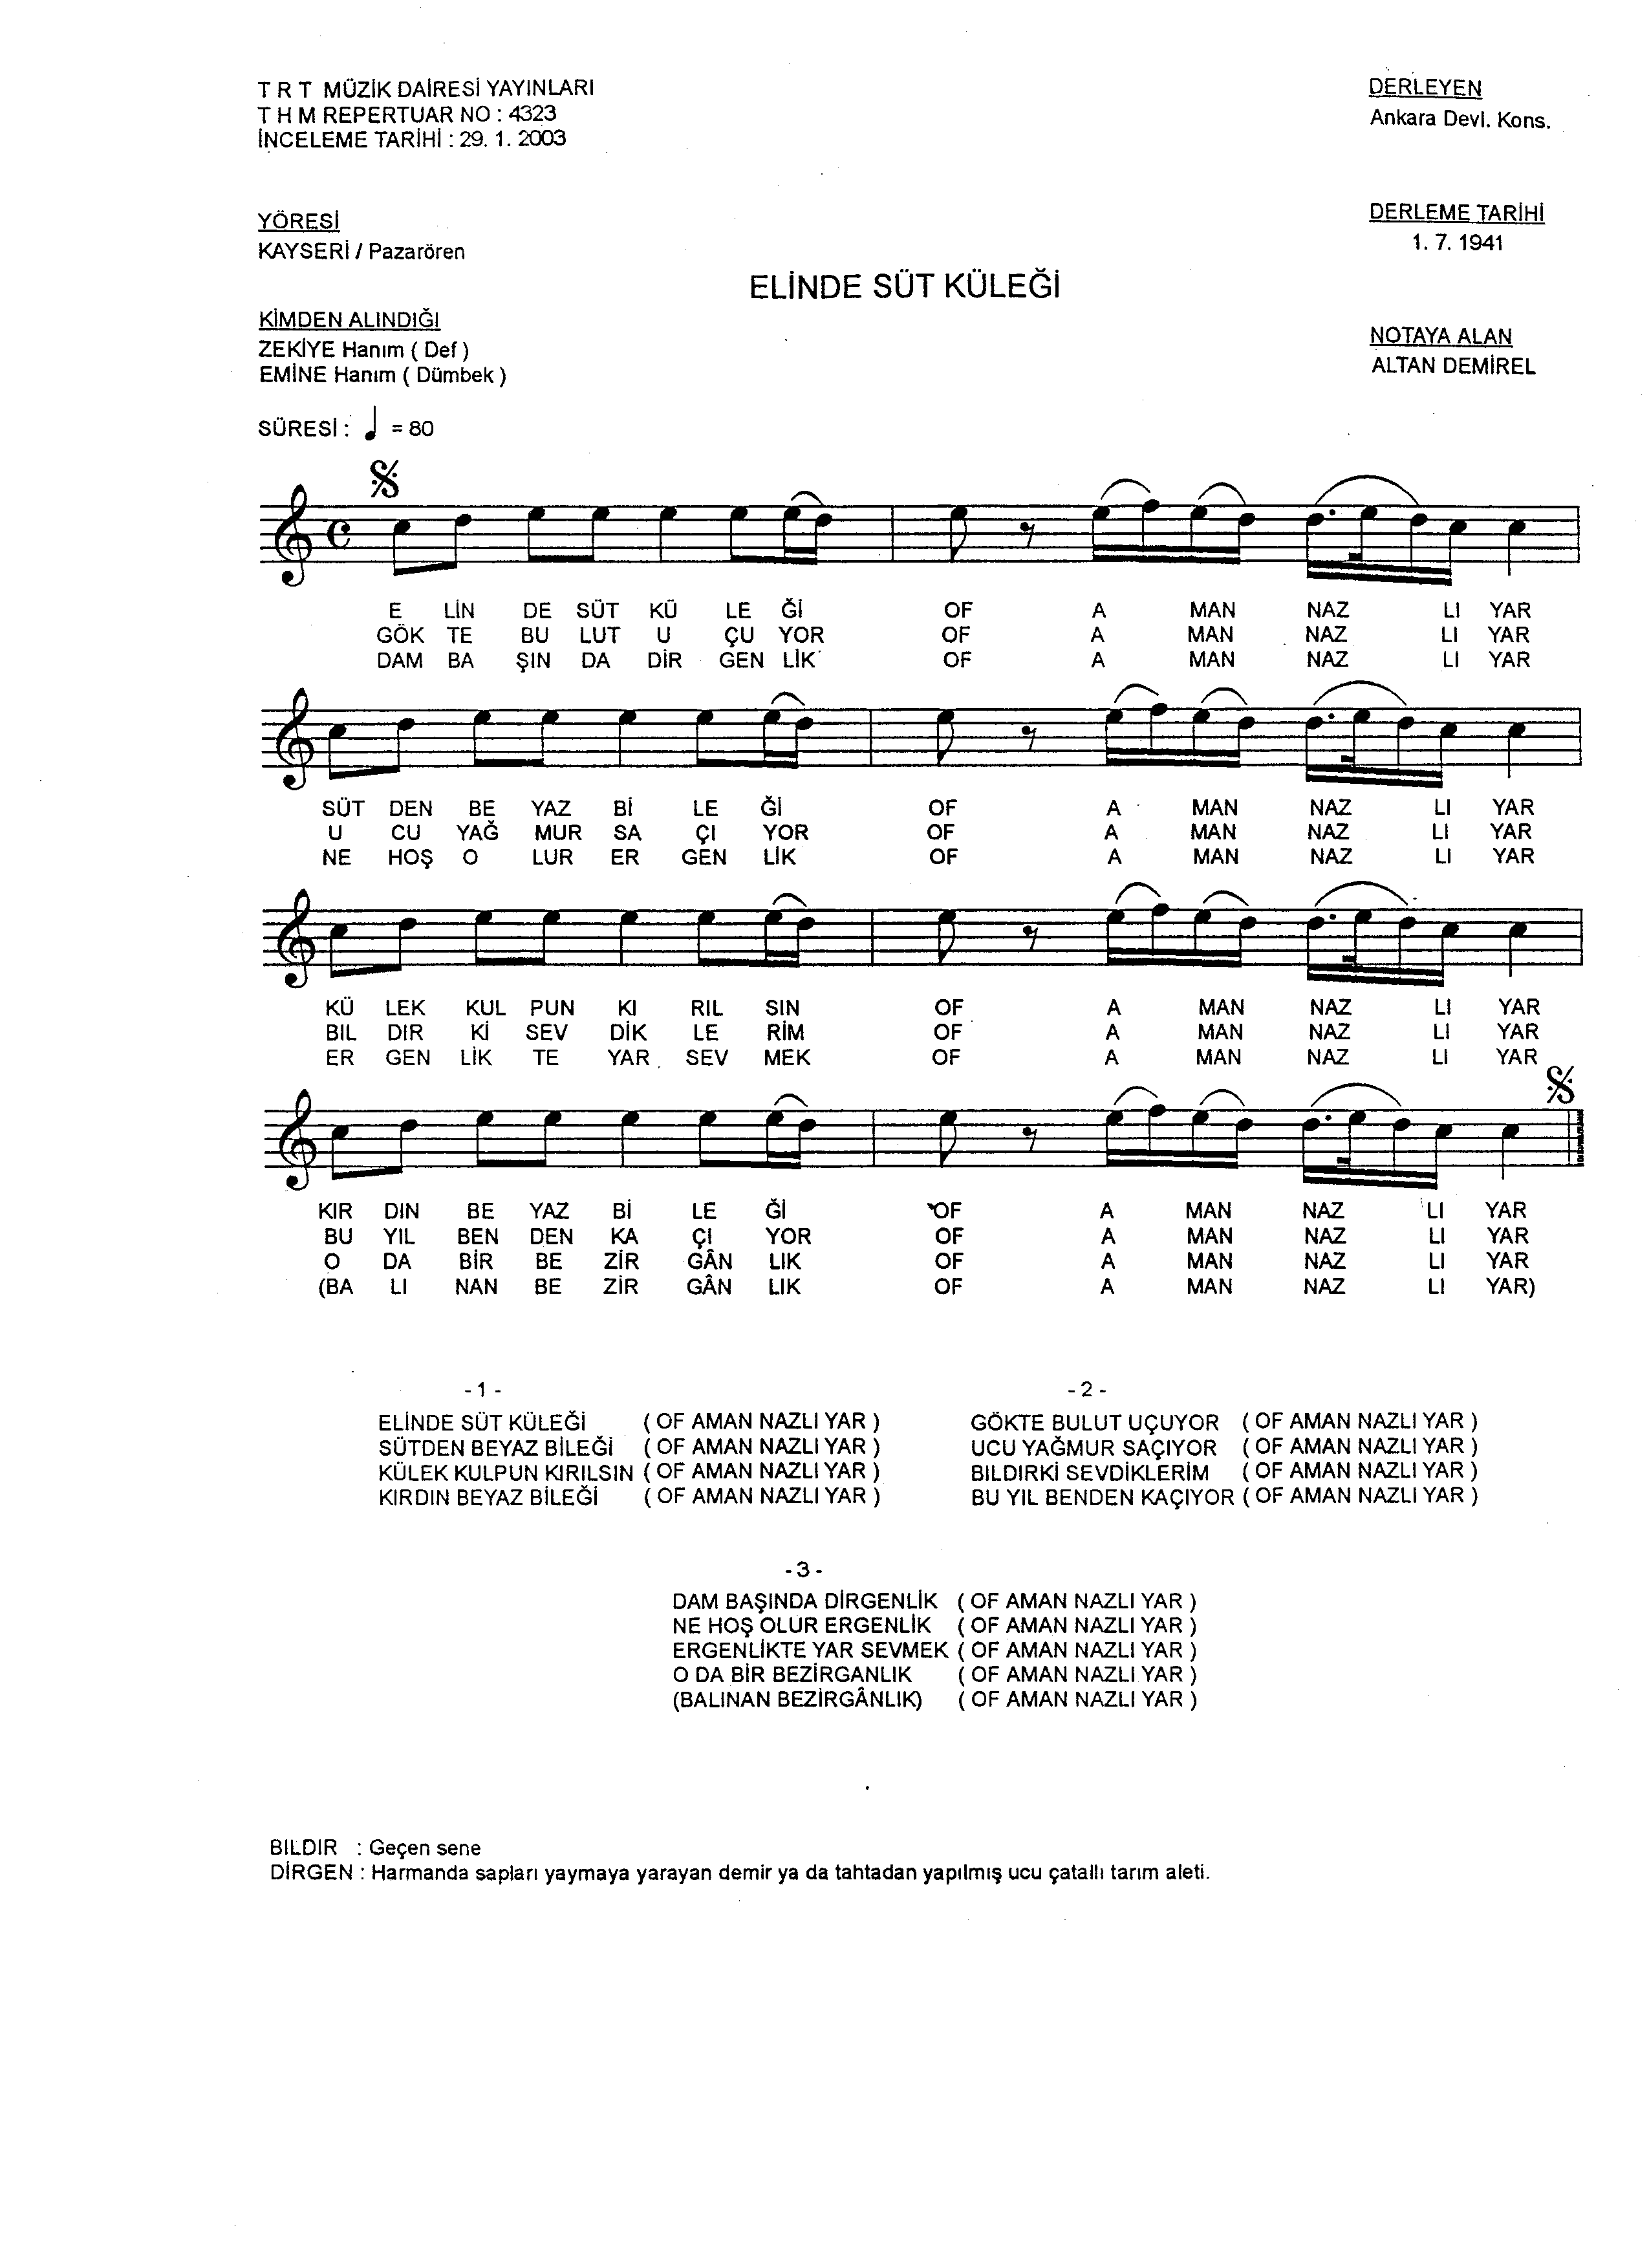 T R T MÜZİK DAİRESİ YAYINLARI
T H M REPERTUAR NO : 4323
İNCELEME TARİHİ : 29. 1. 2003
DERLEYEN
Ankara Devl. Kons.
YÖRESİ
KAYSERİ / Pazarören
DERLEME TARİHİ
1. 7. 1941
ELİNDE SÜT KÜLEĞİ
KİMDEN ALINDIĞI
ZEKİYE Hanım ( Def )
EMİNE Hanım ( Dümbek )
NOTAYA ALAN
ALTAN DEMİREL
SÜRESİ : ♩ = 80
E LİN DE SÜT KÜ LE Ğİ OF A MAN NAZ LI YAR
GÖK TE BU LUT U ÇU YOR OF A MAN NAZ LI YAR
DAM BA ŞIN DA DİR GEN LİK OF A MAN NAZ LI YAR
SÜT DEN BE YAZ Bİ LE Ğİ OF A MAN NAZ LI YAR
U CU YAĞ MUR SA ÇI YOR OF A MAN NAZ LI YAR
NE HOŞ O LUR ER GEN LİK OF A MAN NAZ LI YAR
KÜ LEK KUL PUN KI RIL SIN OF A MAN NAZ LI YAR
BIL DIR Kİ SEV DİK LE RİM OF A MAN NAZ LI YAR
ER GEN LİK TE YAR SEV MEK OF A MAN NAZ LI YAR
KIR DIN BE YAZ Bİ LE Ğİ OF A MAN NAZ LI YAR
BU YIL BEN DEN KA ÇI YOR OF A MAN NAZ LI YAR
O DA BİR BE ZİR GÂN LIK OF A MAN NAZ LI YAR
(BA LI NAN BE ZİR GÂN LIK OF A MAN NAZ LI YAR)
- 1 -
ELİNDE SÜT KÜLEĞİ ( OF AMAN NAZLI YAR )
SÜTDEN BEYAZ BİLEĞİ ( OF AMAN NAZLI YAR )
KÜLEK KULPUN KIRILSIN ( OF AMAN NAZLI YAR )
KIRDIN BEYAZ BİLEĞİ ( OF AMAN NAZLI YAR )
- 2 -
GÖKTE BULUT UÇUYOR ( OF AMAN NAZLI YAR )
UCU YAĞMUR SAÇIYOR ( OF AMAN NAZLI YAR )
BILDIRKİ SEVDİKLERİM ( OF AMAN NAZLI YAR )
BU YIL BENDEN KAÇIYOR ( OF AMAN NAZLI YAR )
- 3 -
DAM BAŞINDA DİRGENLİK ( OF AMAN NAZLI YAR )
NE HOŞ OLUR ERGENLİK ( OF AMAN NAZLI YAR )
ERGENLİKTE YAR SEVMEK ( OF AMAN NAZLI YAR )
O DA BİR BEZİRGANLIK ( OF AMAN NAZLI YAR )
(BALINAN BEZİRGÂNLIK) ( OF AMAN NAZLI YAR )
BILDIR : Geçen sene
DİRGEN : Harmanda sapları yaymaya yarayan demir ya da tahtadan yapılmış ucu çatallı tarım aleti.